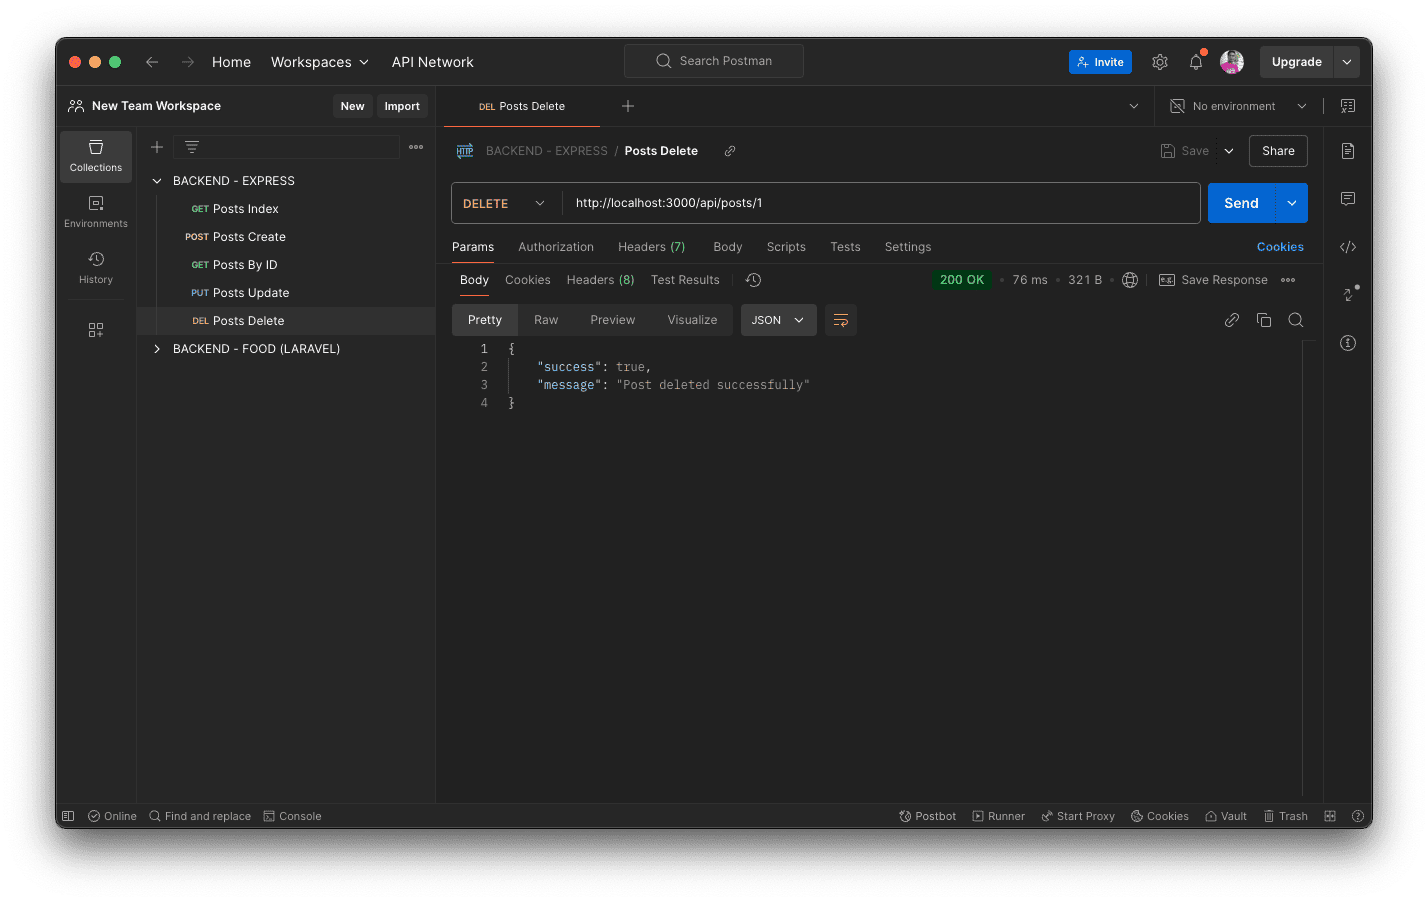 Home Workspaces API Network Search Postman Invite Upgrade
New Team Workspace New Import DEL Posts Delete No environment
Collections
Environments
History
BACKEND - EXPRESS
GET Posts Index
POST Posts Create
GET Posts By ID
PUT Posts Update
DEL Posts Delete
BACKEND - FOOD (LARAVEL)
HTTP BACKEND - EXPRESS / Posts Delete Save Share
DELETE http://localhost:3000/api/posts/1 Send
Params Authorization Headers (7) Body Scripts Tests Settings Cookies
Body Cookies Headers (8) Test Results 200 OK 76 ms 321 B e.g. Save Response
Pretty Raw Preview Visualize JSON
1 {
2 "success": true,
3 "message": "Post deleted successfully"
4 }
Online Find and replace Console Postbot Runner Start Proxy Cookies Vault Trash